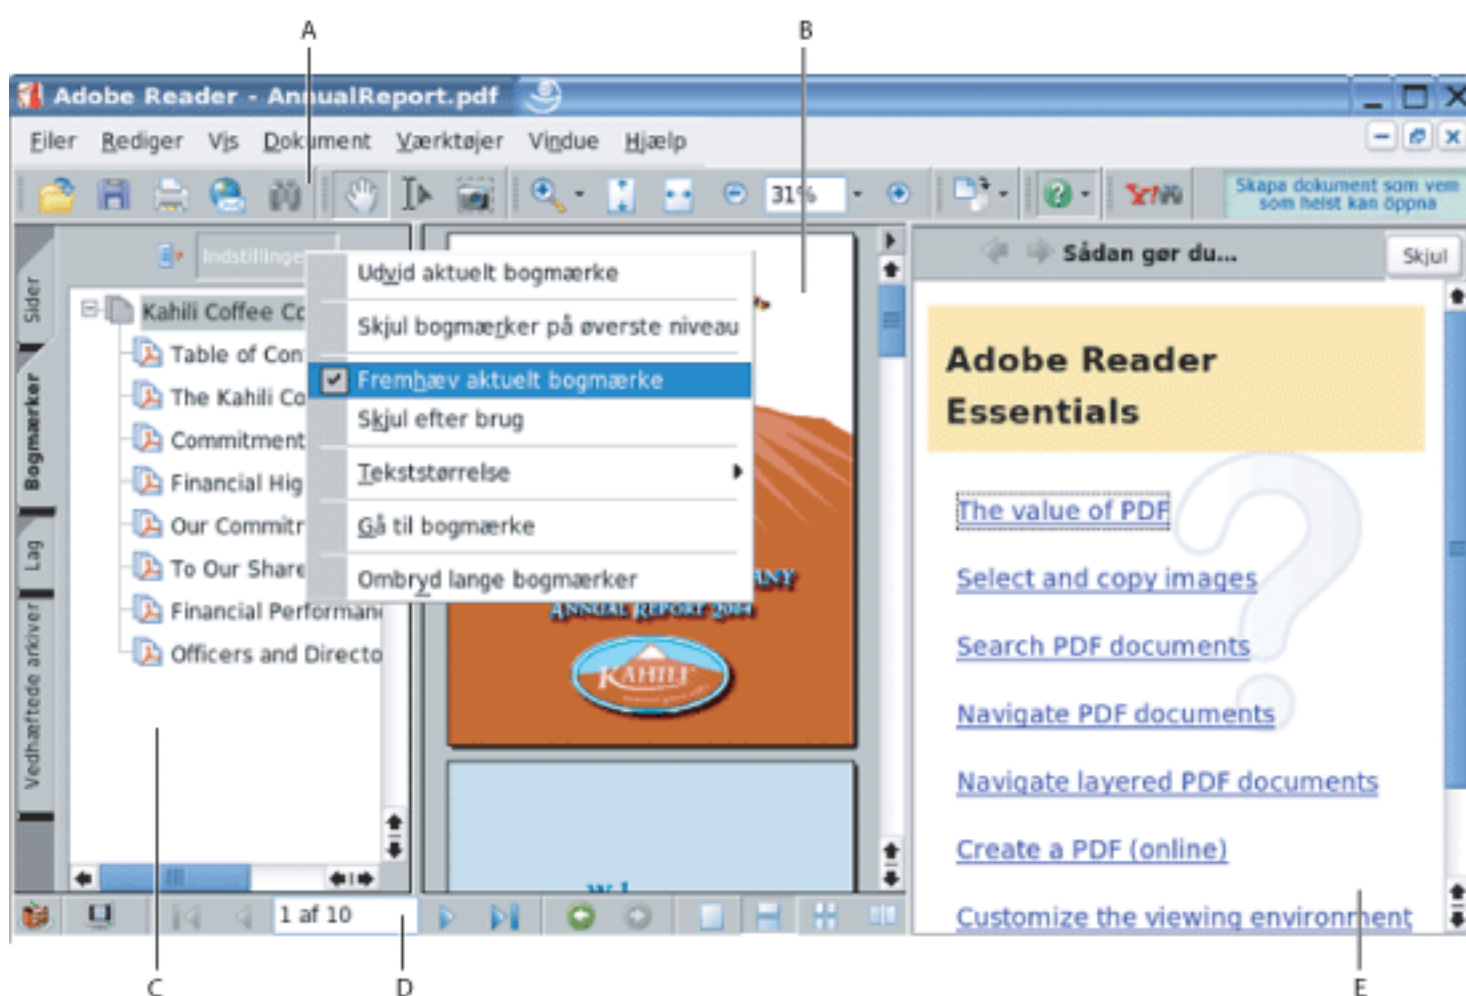 A
B
Adobe Reader - AnnualReport.pdf
Filer Rediger Vis Dokument Værktøjer Vindue Hjælp
31%
Y!
Skapa dokument som vem
som helst kan öppna
Sider
Bogmærker
Lag
Vedhæftede arkiver
Indstillinge
Kahili Coffee Co
Table of Con
The Kahili Co
Commitment
Financial Hig
Our Commitr
To Our Share
Financial Performan
Officers and Directo
Udvid aktuelt bogmærke
Skjul bogmærker på øverste niveau
Fremhæv aktuelt bogmærke
Skjul efter brug
Tekststørrelse
Gå til bogmærke
Ombryd lange bogmærker
ANY
ANNUAL REPORT 2004
KAHILI
Sådan gør du...
Skjul
Adobe Reader
Essentials
The value of PDF
Select and copy images
Search PDF documents
Navigate PDF documents
Navigate layered PDF documents
Create a PDF (online)
Customize the viewing environment
1 af 10
C
D
E